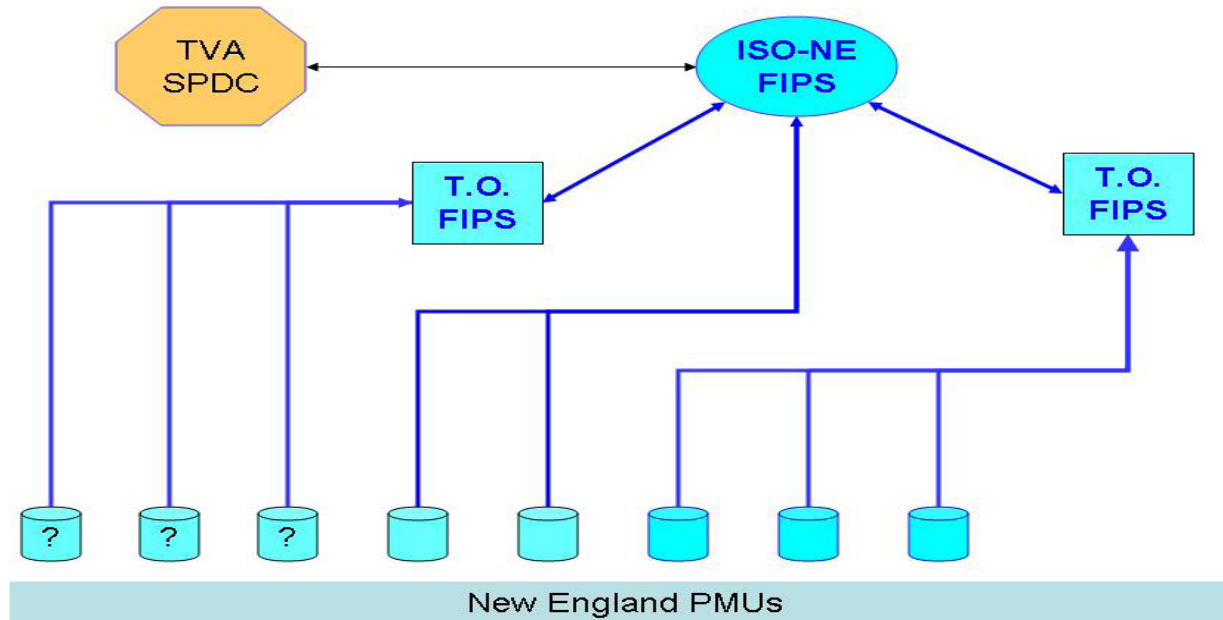 TVA
SPDC
ISO-NE
FIPS
T.O.
FIPS
T.O.
FIPS
?
?
?
New England PMUs